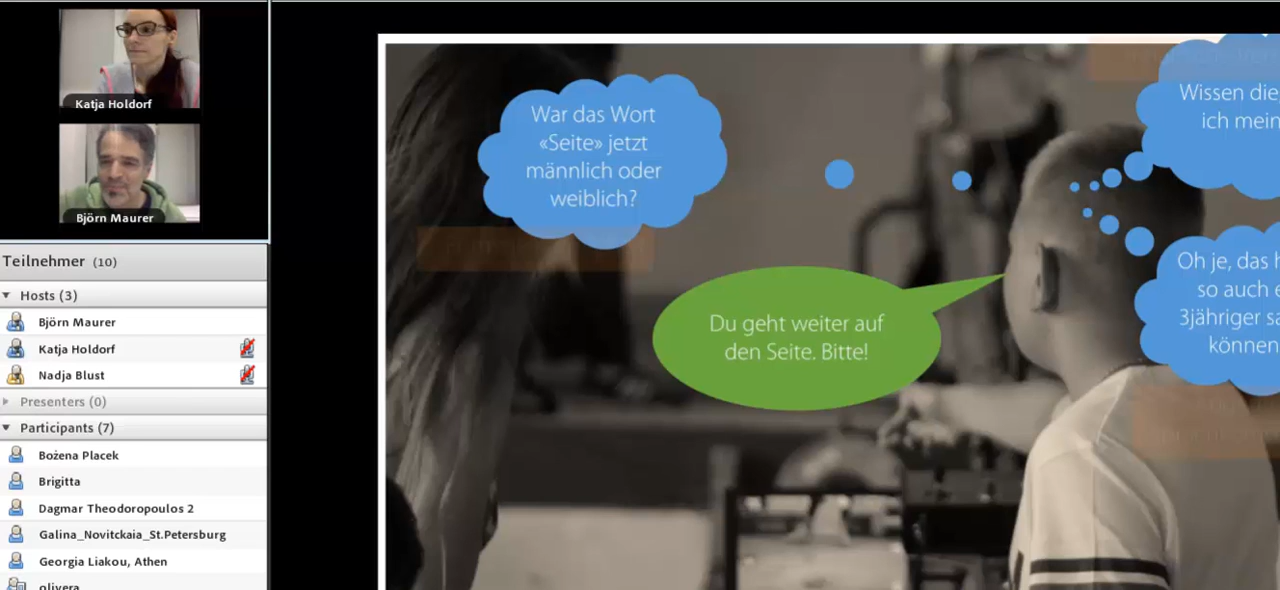 Katja Holdorf
Björn Maurer
Teilnehmer (10)
Hosts (3)
Björn Maurer
Katja Holdorf
Nadja Blust
Presenters (0)
Participants (7)
Bożena Placek
Brigitta
Dagmar Theodoropoulos 2
Galina_Novitckaia_St.Petersburg
Georgia Liakou, Athen
olivera
War das Wort
«Seite» jetzt
männlich oder
weiblich?
Du geht weiter auf
den Seite. Bitte!
Wissen die
ich mein
Oh je, das h
so auch e
3jähriger sa
können